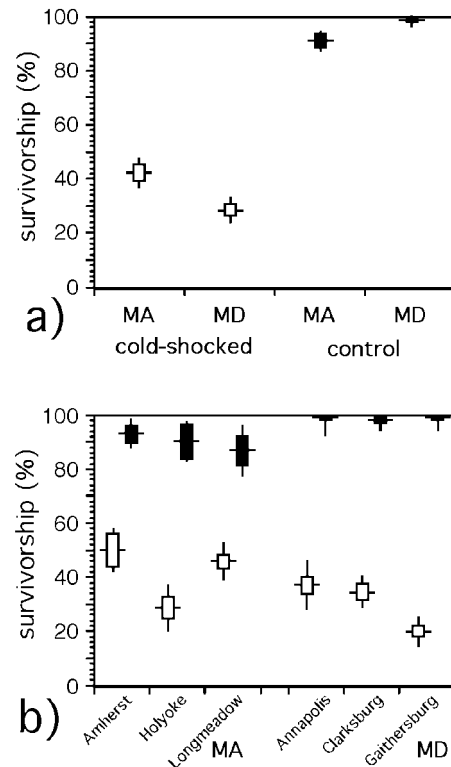 100
80
60
40
20
0
survivorship (%)
MA MD MA MD
cold-shocked control
a)
100
80
60
40
20
0
survivorship (%)
Amherst Holyoke Longmeadow Annapolis Clarksburg Gaithersburg
MA MD
b)